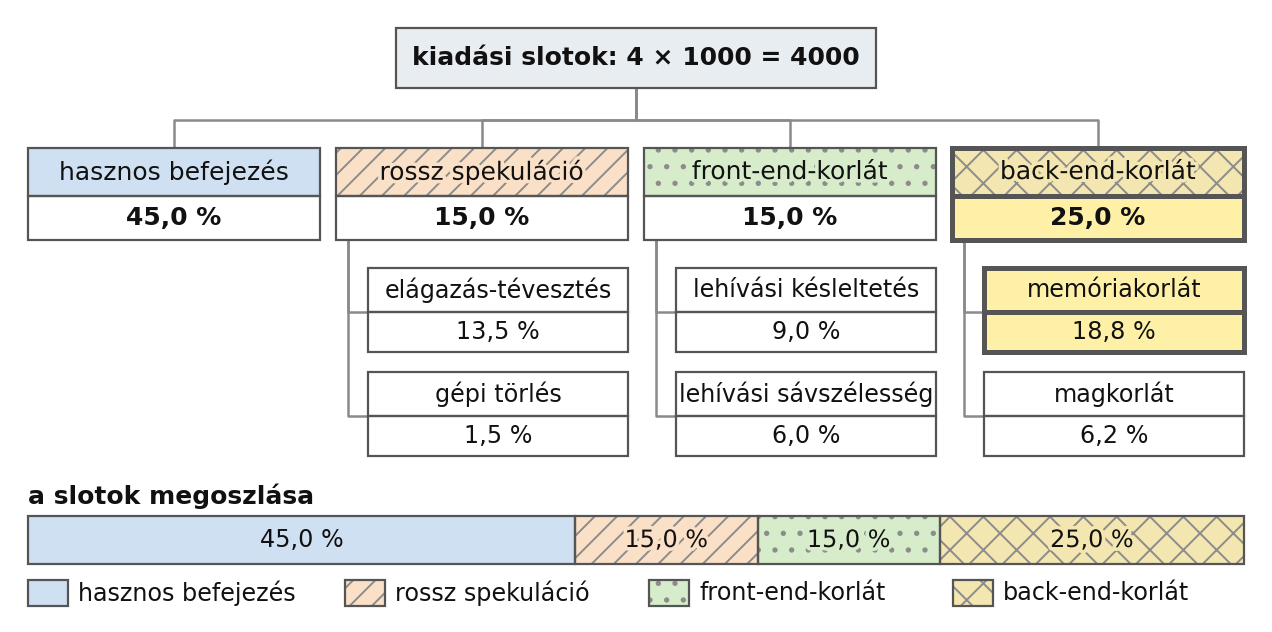 kiadási slotok: 4 × 1000 = 4000
hasznos befejezés
rossz spekuláció
front-end-korlát
back-end-korlát
45,0 %
15,0 %
15,0 %
25,0 %
elágazás-tévesztés
lehívási késleltetés
memóriakorlát
13,5 %
9,0 %
18,8 %
gépi törlés
lehívási sávszélesség
magkorlát
1,5 %
6,0 %
6,2 %
a slotok megoszlása
45,0 %
15,0 %
15,0 %
25,0 %
hasznos befejezés
rossz spekuláció
front-end-korlát
back-end-korlát